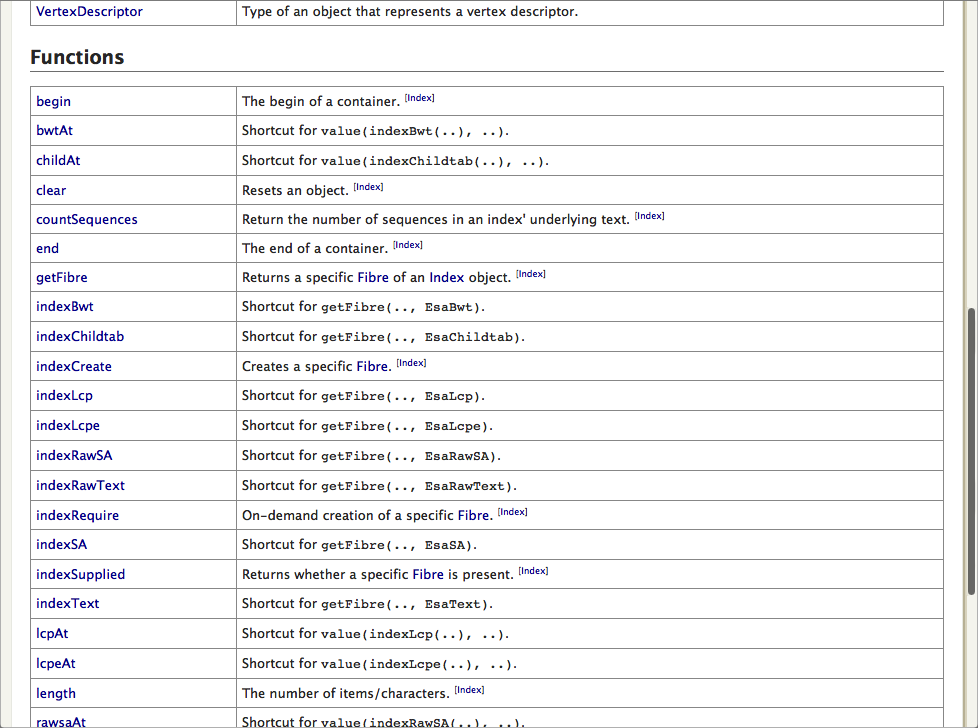 VertexDescriptor Type of an object that represents a vertex descriptor.
Functions
begin The begin of a container. [Index]
bwtAt Shortcut for value(indexBwt(..), ..).
childAt Shortcut for value(indexChildtab(..), ..).
clear Resets an object. [Index]
countSequences Return the number of sequences in an index' underlying text. [Index]
end The end of a container. [Index]
getFibre Returns a specific Fibre of an Index object. [Index]
indexBwt Shortcut for getFibre(.., EsaBwt).
indexChildtab Shortcut for getFibre(.., EsaChildtab).
indexCreate Creates a specific Fibre. [Index]
indexLcp Shortcut for getFibre(.., EsaLcp).
indexLcpe Shortcut for getFibre(.., EsaLcpe).
indexRawSA Shortcut for getFibre(.., EsaRawSA).
indexRawText Shortcut for getFibre(.., EsaRawText).
indexRequire On-demand creation of a specific Fibre. [Index]
indexSA Shortcut for getFibre(.., EsaSA).
indexSupplied Returns whether a specific Fibre is present. [Index]
indexText Shortcut for getFibre(.., EsaText).
lcpAt Shortcut for value(indexLcp(..), ..).
lcpeAt Shortcut for value(indexLcpe(..), ..).
length The number of items/characters. [Index]
rawsaAt Shortcut for value(indexRawSA(..), ..).